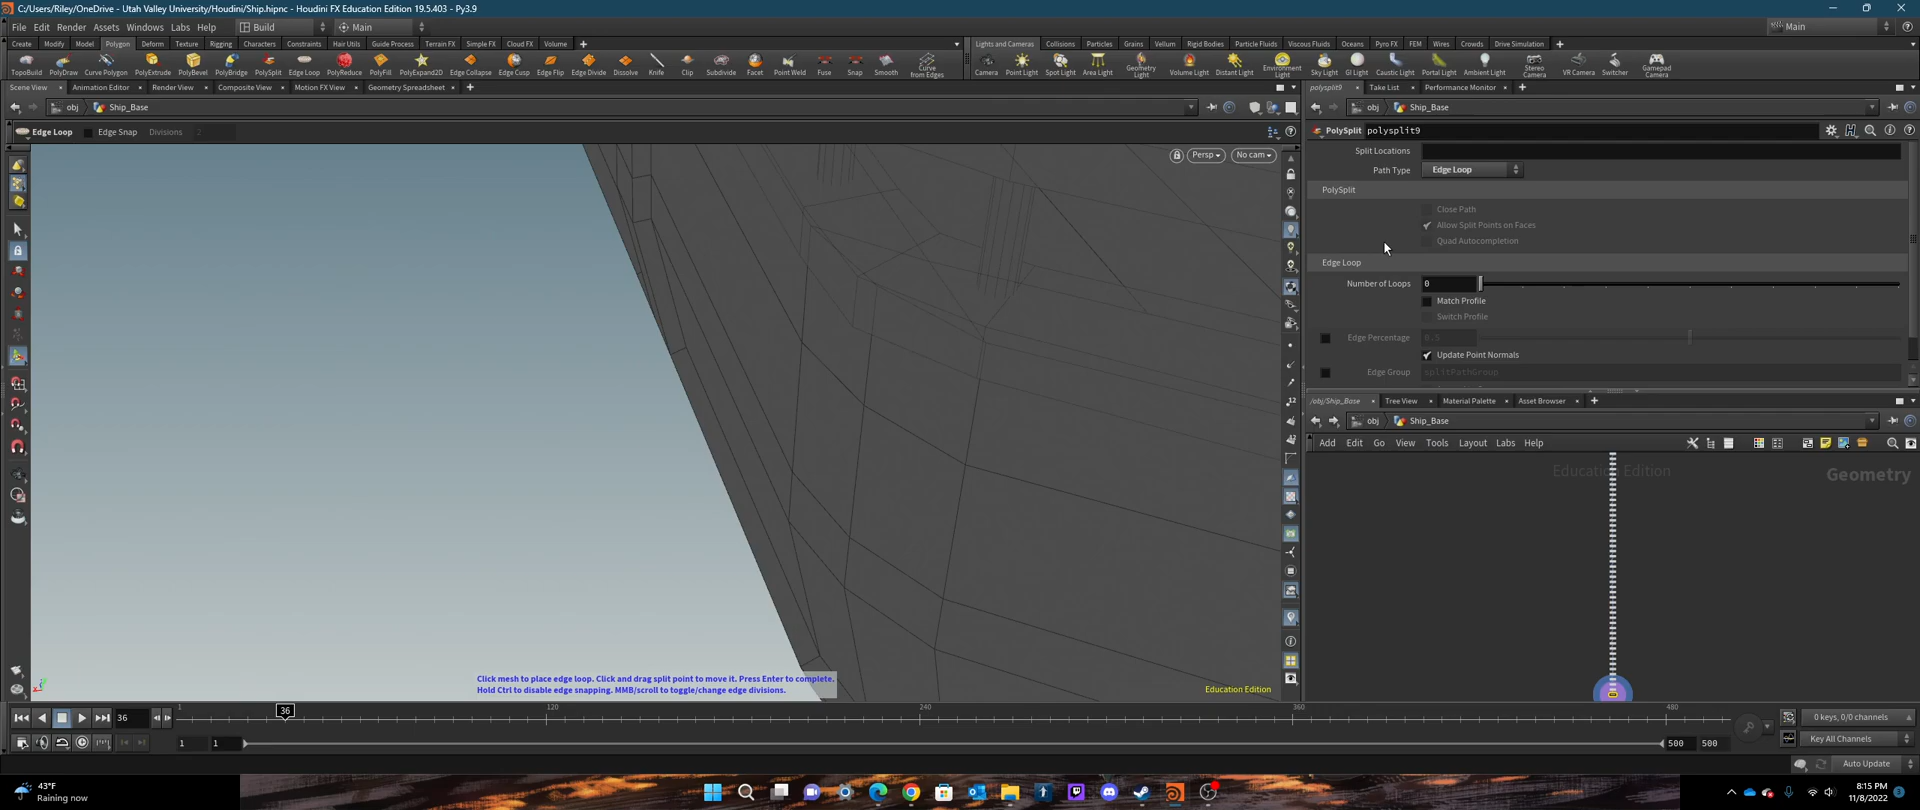 C:/Users/Riley/OneDrive - Utah Valley University/Houdini/Ship.hipnc - Houdini FX Education Edition 19.5.403 - Py3.9
File Edit Render Assets Windows Labs Help Build Main Main
Create Modify Model Polygon Deform Texture Rigging Characters Constraints Hair Utils Guide Process Terrain FX Simple FX Cloud FX Volume
Lights and Cameras Collisions Particles Grains Vellum Rigid Bodies Particle Fluids Viscous Fluids Oceans Pyro FX FEM Wires Crowds Drive Simulation
TopoBuild PolyDraw Curve Polygon PolyExtrude PolyBevel PolyBridge PolySplit Edge Loop PolyReduce PolyFill PolyExpand2D Edge Collapse Edge Cusp Edge Flip Edge Divide Dissolve Knife Clip Subdivide Facet Point Weld Fuse Snap Smooth Curve from Edges
Camera Point Light Spot Light Area Light Geometry Light Volume Light Distant Light Environment Light Sky Light GI Light Caustic Light Portal Light Ambient Light Stereo Camera VR Camera Switcher Gamepad Camera
Scene View Animation Editor Render View Composite View Motion FX View Geometry Spreadsheet
polysplit9 Take List Performance Monitor
obj Ship_Base
obj Ship_Base
Edge Loop Edge Snap Divisions 2
PolySplit polysplit9
Persp No cam
Split Locations
Path Type Edge Loop
PolySplit
Close Path
Allow Split Points on Faces
Quad Autocompletion
Edge Loop
Number of Loops 0
Match Profile
Switch Profile
Edge Percentage 0.5
Update Point Normals
Edge Group splitPathGroup
/obj/Ship_Base Tree View Material Palette Asset Browser
obj Ship_Base
Add Edit Go View Tools Layout Labs Help
Education Edition
Geometry
Click mesh to place edge loop. Click and drag split point to move it. Press Enter to complete.
Hold Ctrl to disable edge snapping. MMB/scroll to toggle/change edge divisions.
Education Edition
36 1 36 120 240 360 480
0 keys, 0/0 channels
1 1 500 500
Key All Channels
Auto Update
43°F
Raining now
8:15 PM
11/8/2022